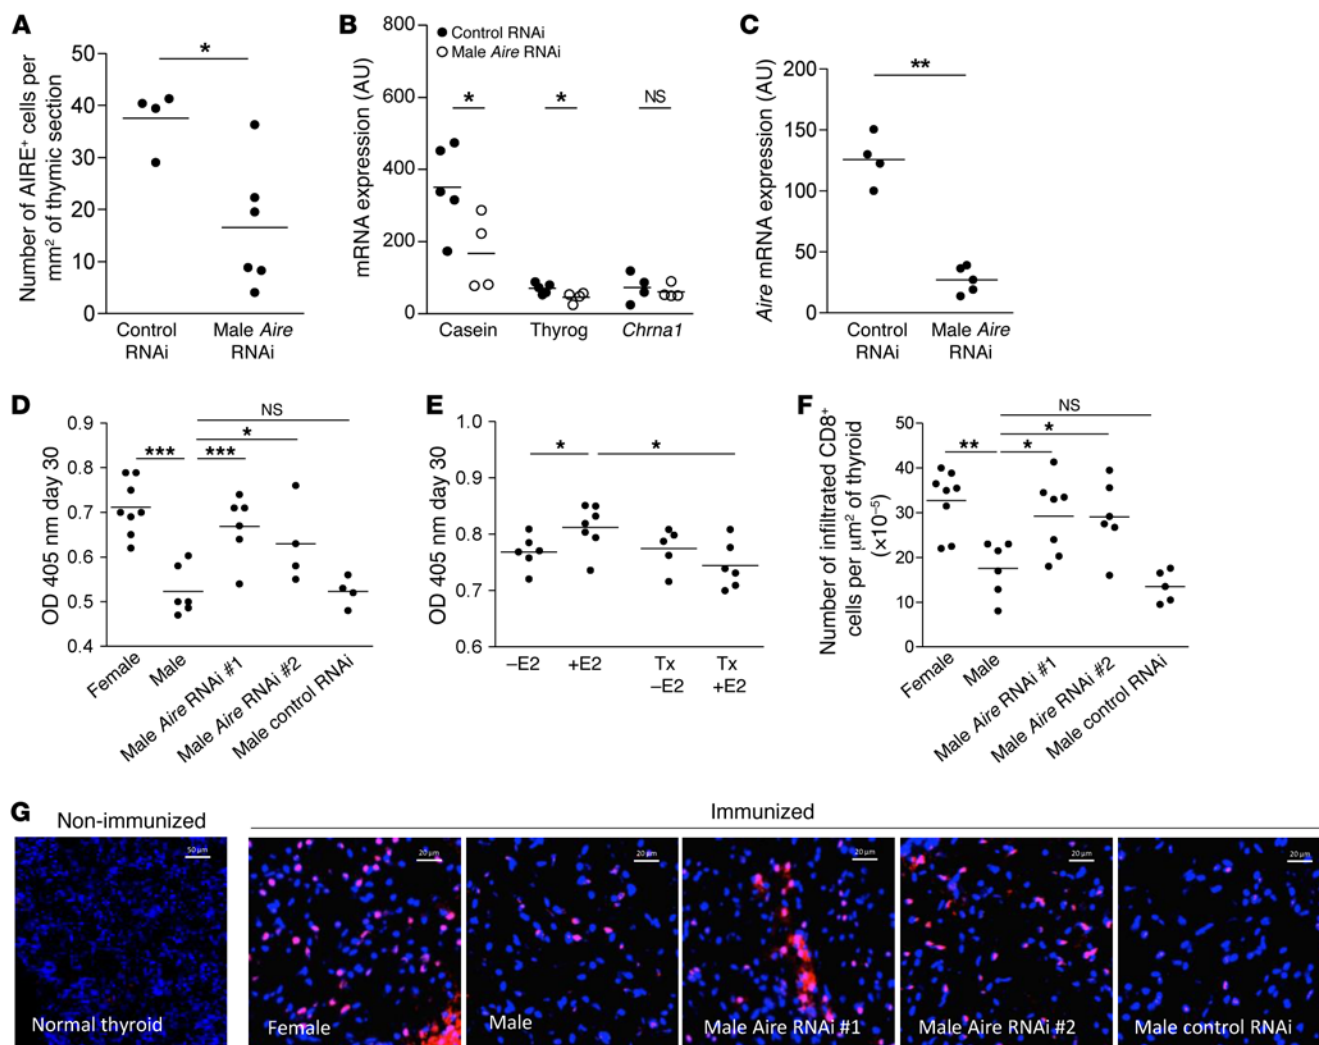 A
Number of AIRE⁺ cells per
mm² of thymic section
50
40
30
20
10
0
*
Control
RNAi
Male Aire
RNAi
B
mRNA expression (AU)
800
600
400
200
0
Control RNAi
Male Aire RNAi
*
*
NS
Casein
Thyrog
Chrna1
C
Aire mRNA expression (AU)
200
150
100
50
0
**
Control
RNAi
Male Aire
RNAi
D
OD 405 nm day 30
0.9
0.8
0.7
0.6
0.5
0.4
NS
*
***
***
Female
Male
Male Aire RNAi #1
Male Aire RNAi #2
Male control RNAi
E
OD 405 nm day 30
1.0
0.9
0.8
0.7
0.6
*
*
–E2
+E2
Tx
–E2
Tx
+E2
F
Number of infiltrated CD8⁺
cells per μm² of thyroid
(×10⁻⁵)
50
40
30
20
10
0
NS
*
**
*
Female
Male
Male Aire RNAi #1
Male Aire RNAi #2
Male control RNAi
G
Non-immunized
Immunized
50 μm
20 μm
20 μm
20 μm
20 μm
20 μm
Normal thyroid
Female
Male
Male Aire RNAi #1
Male Aire RNAi #2
Male control RNAi